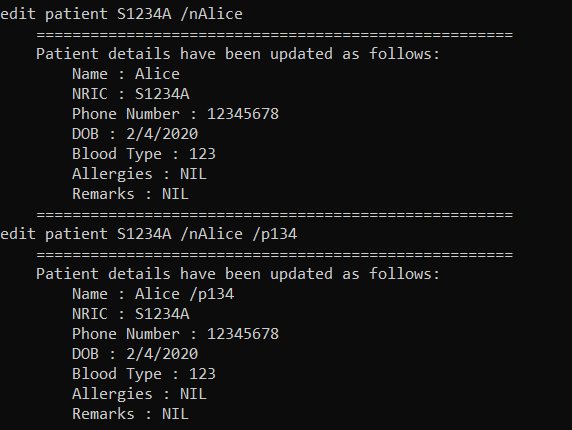 edit patient S1234A /nAlice
=====================================================
Patient details have been updated as follows:
Name : Alice
NRIC : S1234A
Phone Number : 12345678
DOB : 2/4/2020
Blood Type : 123
Allergies : NIL
Remarks : NIL
=====================================================
edit patient S1234A /nAlice /p134
=====================================================
Patient details have been updated as follows:
Name : Alice /p134
NRIC : S1234A
Phone Number : 12345678
DOB : 2/4/2020
Blood Type : 123
Allergies : NIL
Remarks : NIL